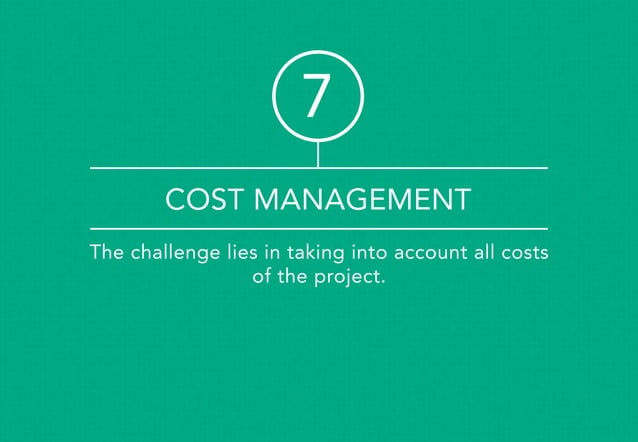 7
COST MANAGEMENT
The challenge lies in taking into account all costs
of the project.